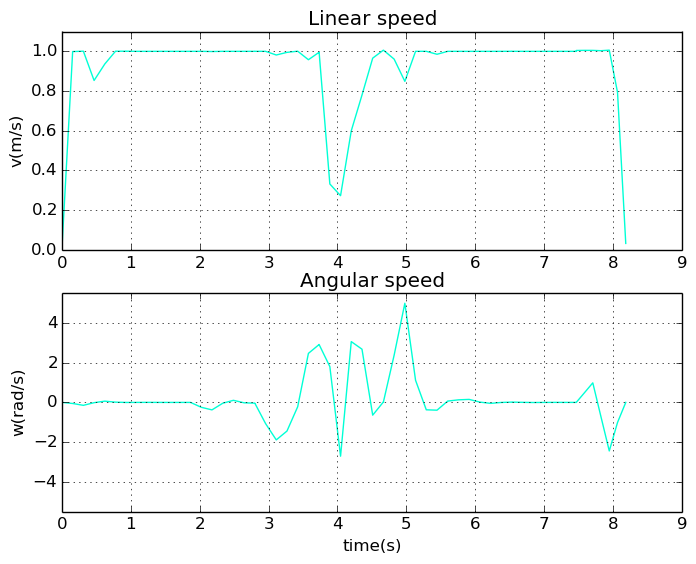 Linear speed
v(m/s)
1.0
0.8
0.6
0.4
0.2
0.0
0 1 2 3 4 5 6 7 8 9
Angular speed
w(rad/s)
4
2
0
−2
−4
0 1 2 3 4 5 6 7 8 9
time(s)